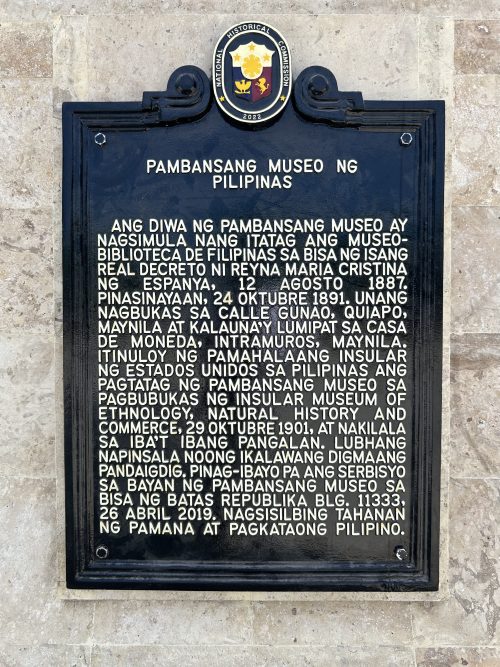 NATIONAL HISTORICAL COMMISSION
2022
PAMBANSANG MUSEO NG
PILIPINAS
ANG DIWA NG PAMBANSANG MUSEO AY
NAGSIMULA NANG ITATAG ANG MUSEO-
BIBLIOTECA DE FILIPINAS SA BISA NG ISANG
REAL DECRETO NI REYNA MARIA CRISTINA
NG ESPANYA, 12 AGOSTO 1887.
PINASINAYAAN, 24 OKTUBRE 1891. UNANG
NAGBUKAS SA CALLE GUNAO, QUIAPO,
MAYNILA AT KALAUNA'Y LUMIPAT SA CASA
DE MONEDA, INTRAMUROS, MAYNILA.
ITINULOY NG PAMAHALAANG INSULAR
NG ESTADOS UNIDOS SA PILIPINAS ANG
PAGTATAG NG PAMBANSANG MUSEO SA
PAGBUBUKAS NG INSULAR MUSEUM OF
ETHNOLOGY, NATURAL HISTORY AND
COMMERCE, 29 OKTUBRE 1901, AT NAKILALA
SA IBA'T IBANG PANGALAN. LUBHANG
NAPINSALA NOONG IKALAWANG DIGMAANG
PANDAIGDIG. PINAG-IBAYO PA ANG SERBISYO
SA BAYAN NG PAMBANSANG MUSEO SA
BISA NG BATAS REPUBLIKA BLG. 11333,
26 ABRIL 2019. NAGSISILBING TAHANAN
NG PAMANA AT PAGKATAONG PILIPINO.